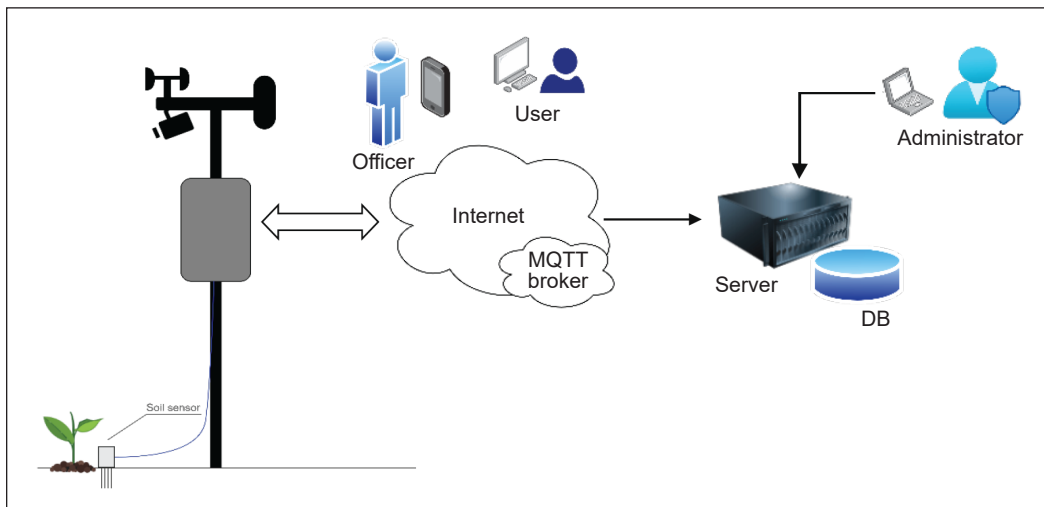 User
Officer
Administrator
Internet
MQTT
broker
Server
DB
Soil sensor